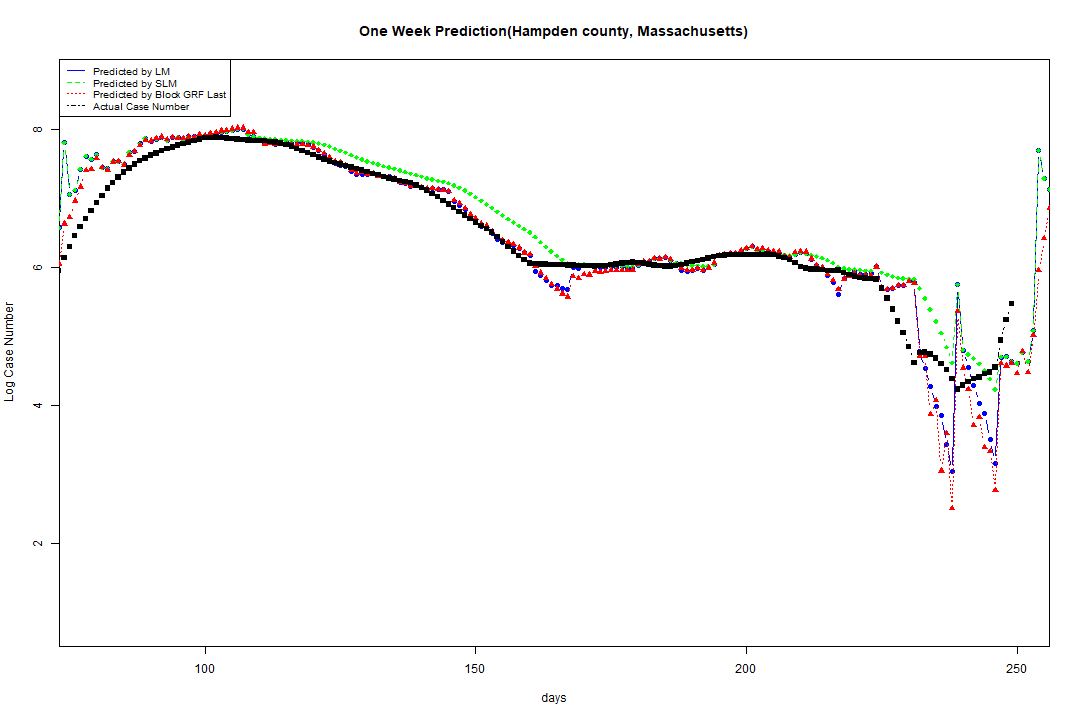 One Week Prediction(Hampden county, Massachusetts)
Predicted by LM
Predicted by SLM
Predicted by Block GRF Last
Actual Case Number
8
6
4
2
Log Case Number
100
150
200
250
days